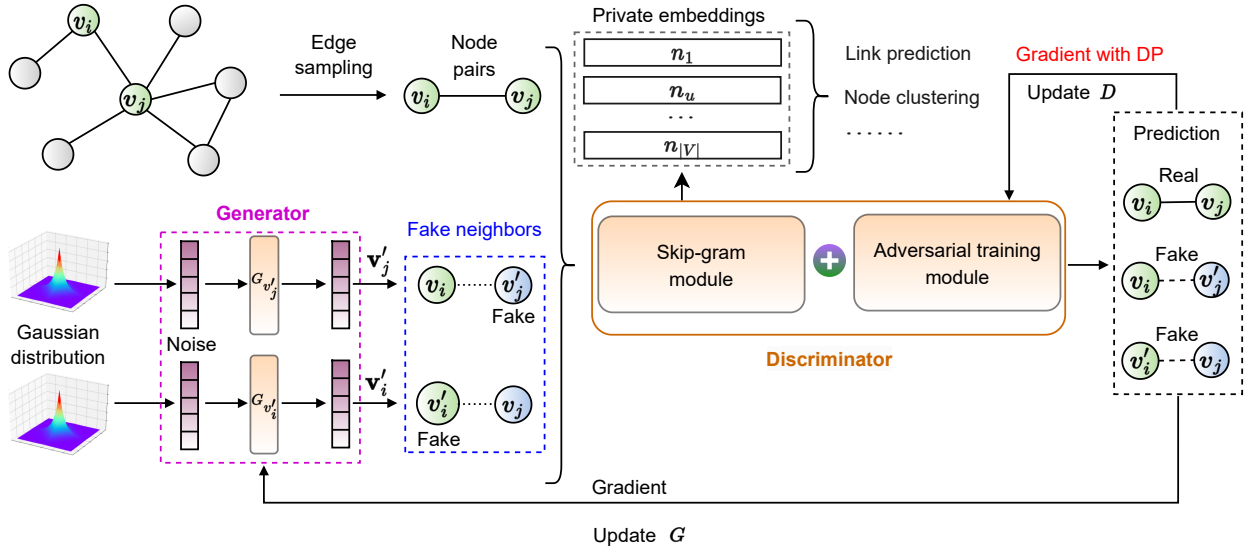 v_i
v_j
Edge
sampling
Node
pairs
v_i
v_j
Private embeddings
n_1
n_u
...
n_{|V|}
Link prediction
Node clustering
......
Gradient with DP
Update D
Prediction
Real
v_i
v_j
Fake
v_i
v'_j
Fake
v'_i
v_j
Generator
G_{v'_j}
Noise
G_{v'_i}
Gaussian
distribution
v'_j
v'_i
Fake neighbors
v_i
v'_j
Fake
v'_i
v_j
Fake
Skip-gram
module
Adversarial training
module
Discriminator
Gradient
Update G